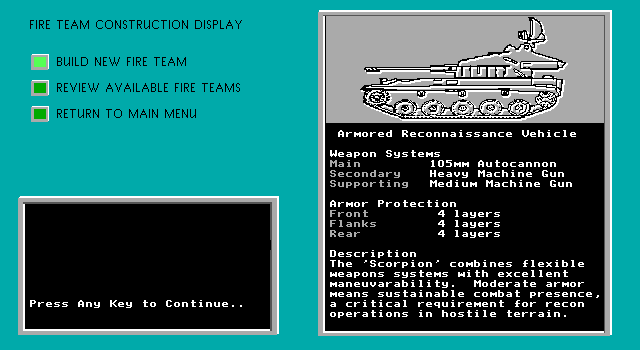 FIRE TEAM CONSTRUCTION DISPLAY
BUILD NEW FIRE TEAM
REVIEW AVAILABLE FIRE TEAMS
RETURN TO MAIN MENU
Press Any Key to Continue..
Armored Reconnaissance Vehicle
Weapon Systems
Main 105mm Autocannon
Secondary Heavy Machine Gun
Supporting Medium Machine Gun
Armor Protection
Front 4 layers
Flanks 4 layers
Rear 4 layers
Description
The 'Scorpion' combines flexible
weapons systems with excellent
maneuvarability. Moderate armor
means sustainable combat presence,
a critical requirement for recon
operations in hostile terrain.